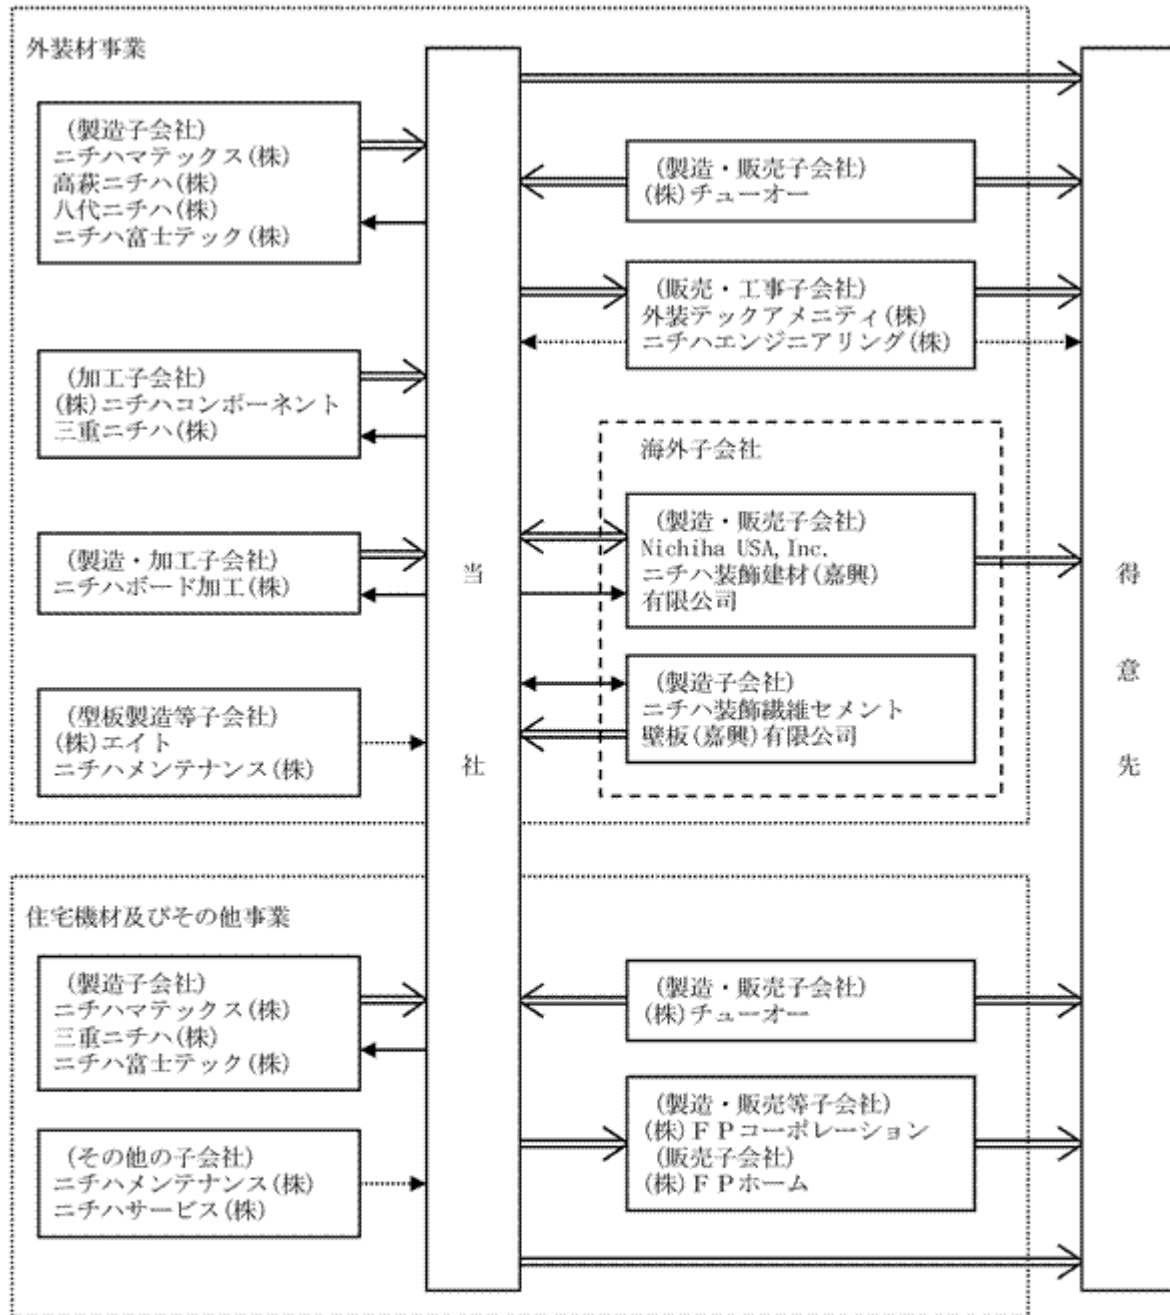 外装材事業
(製造子会社)
ニチハマテックス(株)
高萩ニチハ(株)
八代ニチハ(株)
ニチハ富士テック(株)
(加工子会社)
(株)ニチハコンポーネント
三重ニチハ(株)
(製造・加工子会社)
ニチハボード加工(株)
(型板製造等子会社)
(株)エイト
ニチハメンテナンス(株)
当
社
(製造・販売子会社)
(株)チューオー
(販売・工事子会社)
外装テックアメニティ(株)
ニチハエンジニアリング(株)
海外子会社
(製造・販売子会社)
Nichiha USA,Inc.
ニチハ装飾建材(嘉興)
有限公司
(製造子会社)
ニチハ装飾繊維セメント
壁板(嘉興)有限公司
得
意
先
住宅機材及びその他事業
(製造子会社)
ニチハマテックス(株)
三重ニチハ(株)
ニチハ富士テック(株)
(その他の子会社)
ニチハメンテナンス(株)
ニチハサービス(株)
(製造・販売子会社)
(株)チューオー
(製造・販売等子会社)
(株)ＦＰコーポレーション
(販売子会社)
(株)ＦＰホーム